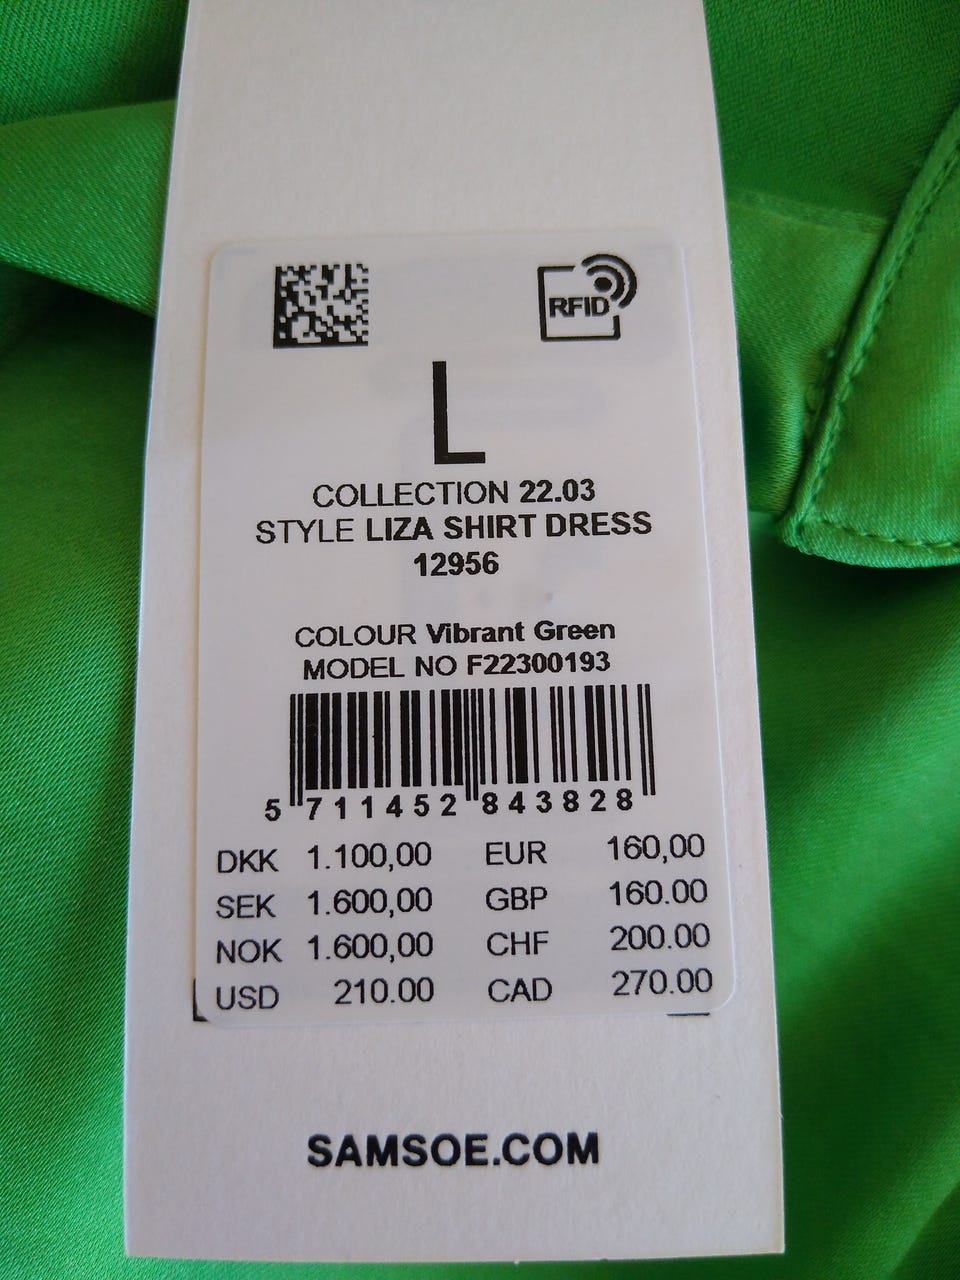 RFID
L
COLLECTION 22.03
STYLE LIZA SHIRT DRESS
12956
COLOUR Vibrant Green
MODEL NO F22300193
5 711452 843828
DKK 1.100,00 EUR 160,00
SEK 1.600,00 GBP 160.00
NOK 1.600,00 CHF 200.00
USD 210.00 CAD 270.00
SAMSOE.COM